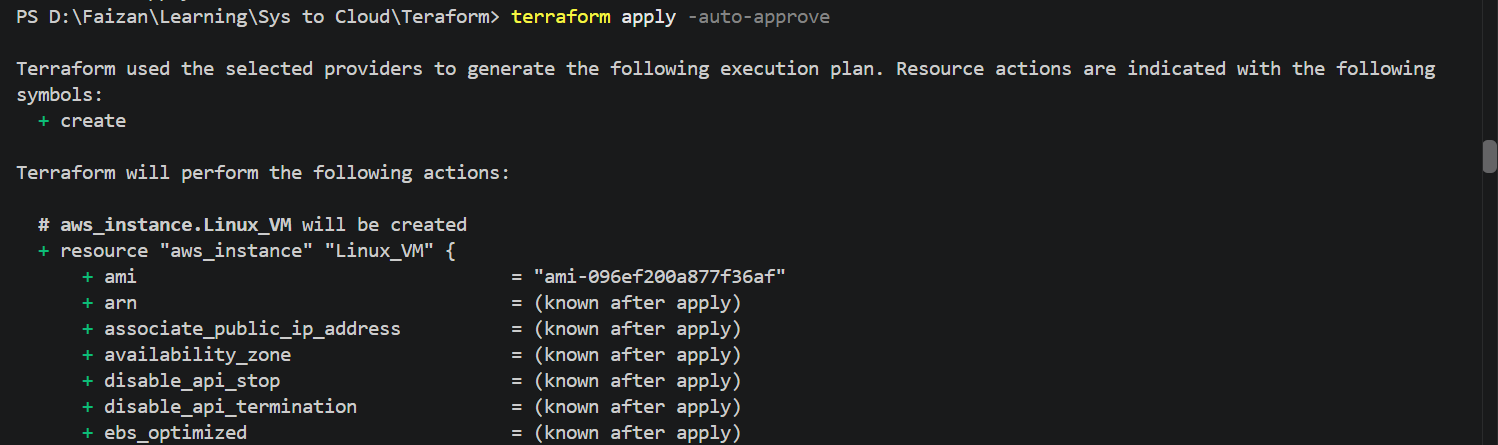 PS D:\Faizan\Learning\Sys to Cloud\Teraform> terraform apply -auto-approve
Terraform used the selected providers to generate the following execution plan. Resource actions are indicated with the following
symbols:
+ create
Terraform will perform the following actions:
# aws_instance.Linux_VM will be created
+ resource "aws_instance" "Linux_VM" {
+ ami = "ami-096ef200a877f36af"
+ arn = (known after apply)
+ associate_public_ip_address = (known after apply)
+ availability_zone = (known after apply)
+ disable_api_stop = (known after apply)
+ disable_api_termination = (known after apply)
+ ebs_optimized = (known after apply)